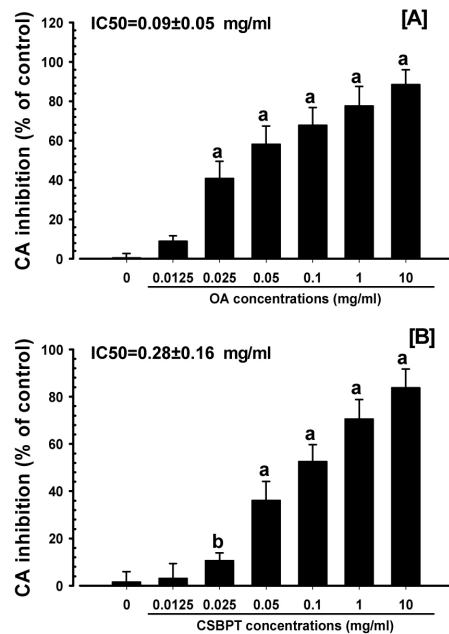 [A]
IC50=0.09±0.05 mg/ml
CA inhibition (% of control)
120
100
80
60
40
20
0
a
a
a
a
a
0
0.0125
0.025
0.05
0.1
1
10
OA concentrations (mg/ml)
[B]
IC50=0.28±0.16 mg/ml
CA inhibition (% of control)
100
80
60
40
20
0
b
a
a
a
a
0
0.0125
0.025
0.05
0.1
1
10
CSBPT concentrations (mg/ml)